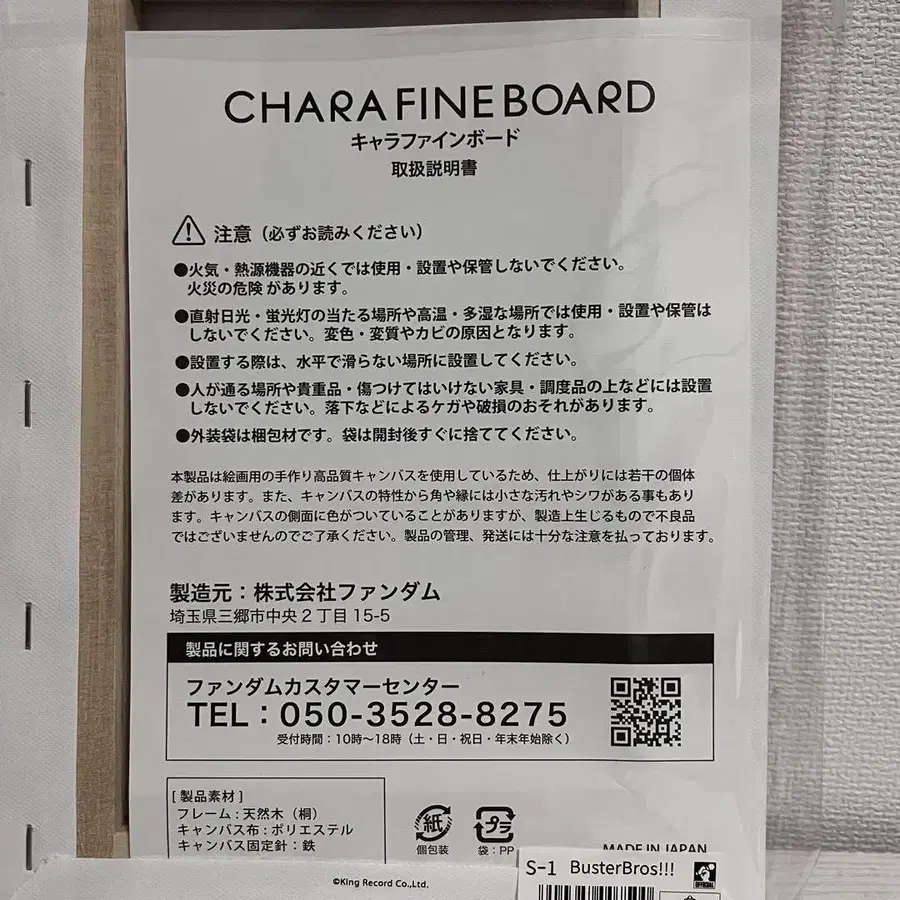 CHARA FINE BOARD
キャラファインボード
取扱説明書
注意（必ずお読みください）
●火気・熱源機器の近くでは使用・設置や保管しないでください。
火災の危険 があります。
●直射日光・蛍光灯の当たる場所や高温・多湿な場所では使用・設置や保管は
しないでください。変色・変質やカビの原因となります。
●設置する際は、水平で滑らない場所に設置してください。
●人が通る場所や貴重品・傷つけてはいけない家具・調度品の上などには設置
しないでください。落下などによるケガや破損のおそれがあります。
●外装袋は梱包材です。袋は開封後すぐに捨ててください。
本製品は絵画用の手作り高品質キャンバスを使用しているため、仕上がりには若干の個体
差があります。また、キャンバスの特性から角や縁には小さな汚れやシワがある事もあり
ます。キャンバスの側面に色がついていることがありますが、製造上生じるもので不良品
ではございませんのでご了承ください。製品の管理、発送には十分な注意を払っております。
製造元：株式会社ファンダム
埼玉県三郷市中央2丁目15-5
製品に関するお問い合わせ
ファンダムカスタマーセンター
TEL：050-3528-8275
受付時間：10時〜18時（土・日・祝日・年末年始除く）
[製品素材]
フレーム：天然木（桐）
キャンバス布：ポリエステル
キャンバス固定針：鉄
紙
個包装
プラ
袋：PP
MADE IN JAPAN
©King Record Co.,Ltd.
S-1 BusterBros!!!
OFFICIAL